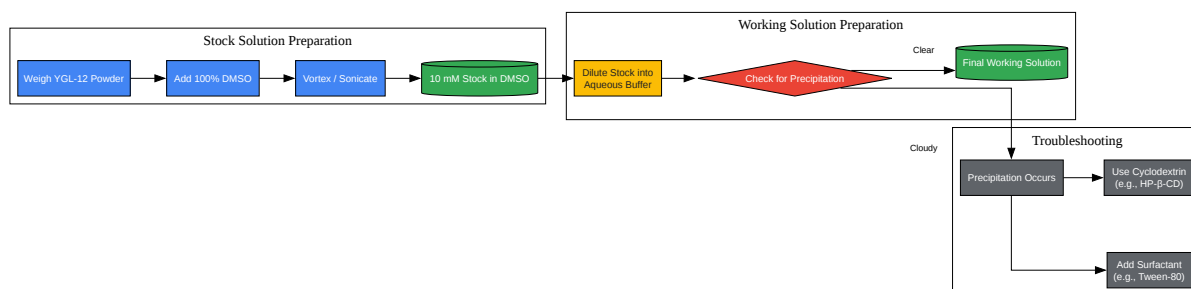 Stock Solution Preparation
Weigh YGL-12 Powder
Add 100% DMSO
Vortex / Sonicate
10 mM Stock in DMSO
Working Solution Preparation
Dilute Stock into
Aqueous Buffer
Check for Precipitation
Clear
Final Working Solution
Cloudy
Troubleshooting
Precipitation Occurs
Use Cyclodextrin
(e.g., HP-β-CD)
Add Surfactant
(e.g., Tween-80)